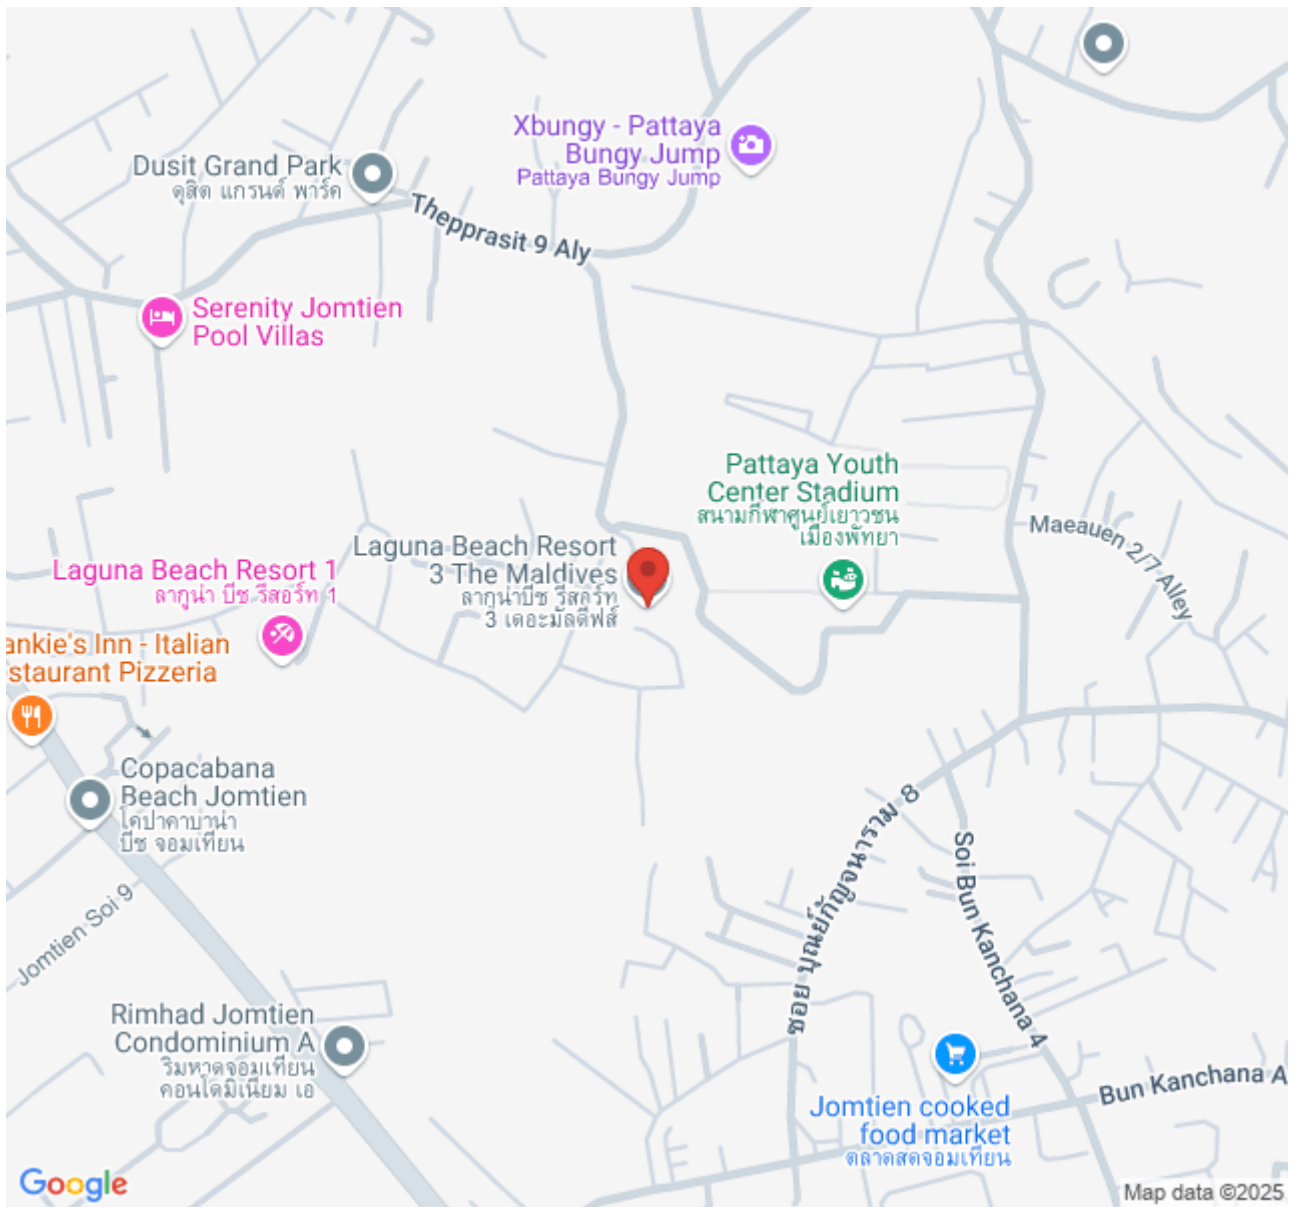 Xbungy - Pattaya
Bungy Jump
Pattaya Bungy Jump
Dusit Grand Park
ดุสิต แกรนด์ พาร์ค
Thepprasit 9 Aly
Serenity Jomtien
Pool Villas
Pattaya Youth
Center Stadium
สนามกีฬาศูนย์เยาวชน
เมืองพัทยา
Maeauen 2/7 Alley
Laguna Beach Resort
3 The Maldives
ลากูน่าบีช รีสอร์ท
3 เดอะมัลดีฟส์
Laguna Beach Resort 1
ลากูน่า บีช รีสอร์ท 1
ankie's Inn - Italian
staurant Pizzeria
Copacabana
Beach Jomtien
โคปาคาบาน่า
บีช จอมเทียน
ซอย บุณย์กัญจนาราม 8
Soi Bun Kanchana 4
Jomtien Soi 9
Rimhad Jomtien
Condominium A
ริมหาดจอมเทียน
คอนโดมิเนียม เอ
Bun Kanchana A
Jomtien cooked
food market
ตลาดสดจอมเทียน
Google
Map data ©2025